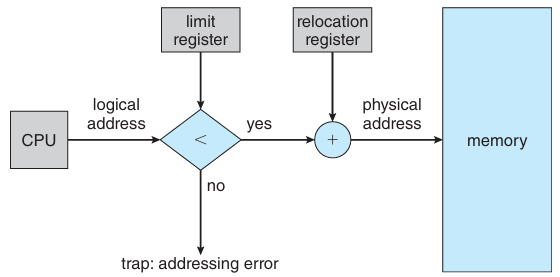 limit
register
relocation
register
logical
address
physical
address
CPU
<
yes
+
memory
no
trap: addressing error